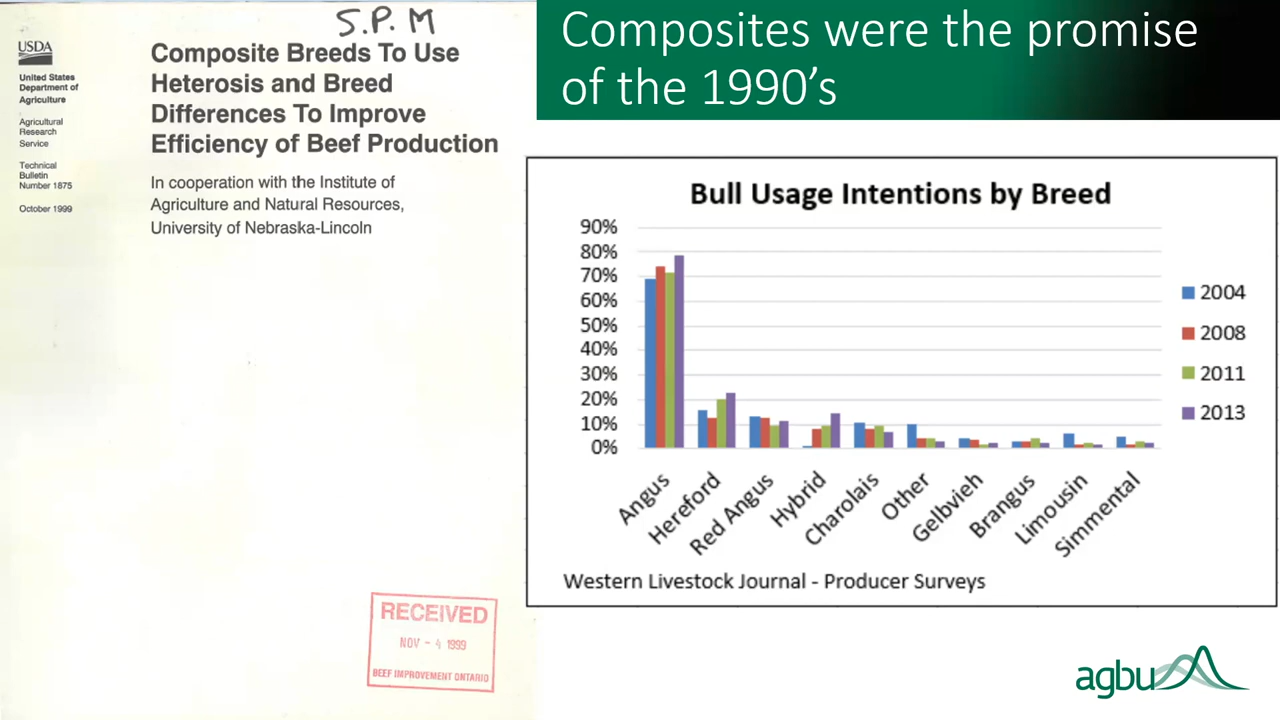 S.P.M
USDA
United States
Department of
Agriculture
Agricultural
Research
Service
Technical
Bulletin
Number 1875
October 1999
Composite Breeds To Use
Heterosis and Breed
Differences To Improve
Efficiency of Beef Production
In cooperation with the Institute of
Agriculture and Natural Resources,
University of Nebraska-Lincoln
RECEIVED
NOV - 4 1999
BEEF IMPROVEMENT ONTARIO
Composites were the promise
of the 1990's
Bull Usage Intentions by Breed
90%
80%
70%
60%
50%
40%
30%
20%
10%
0%
Angus
Hereford
Red Angus
Hybrid
Charolais
Other
Gelbvieh
Brangus
Limousin
Simmental
2004
2008
2011
2013
Western Livestock Journal - Producer Surveys
agbu